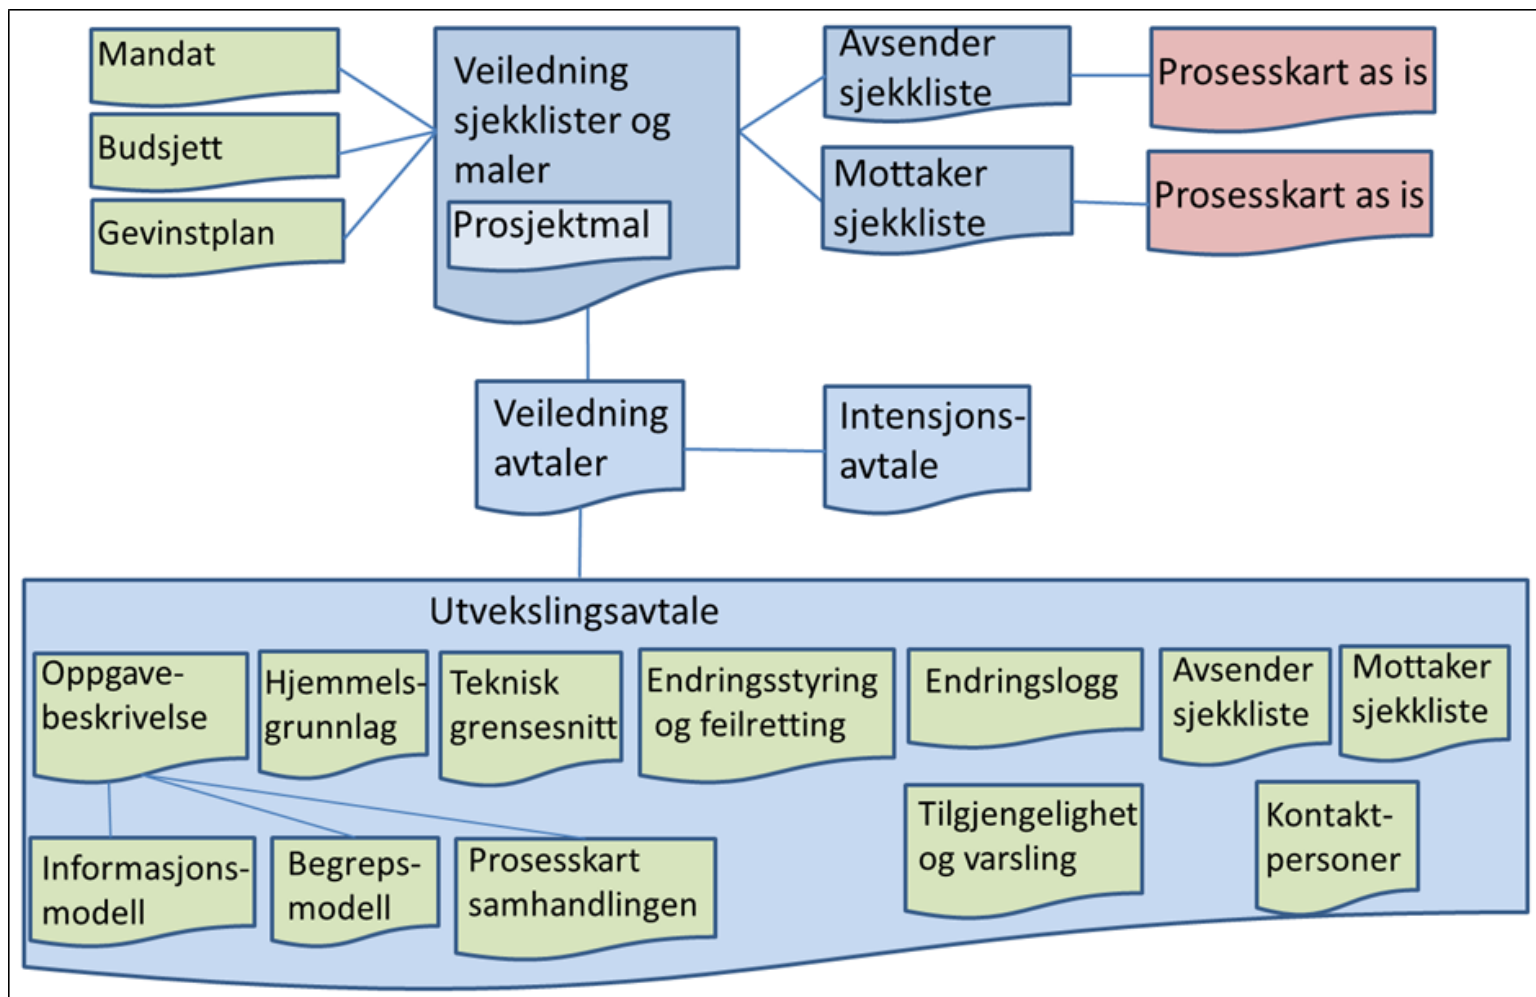 Mandat
Budsjett
Gevinstplan
Veiledning
sjekklister og
maler
Prosjektmal
Avsender
sjekkliste
Prosesskart as is
Mottaker
sjekkliste
Prosesskart as is
Veiledning
avtaler
Intensjons-
avtale
Utvekslingsavtale
Oppgave-
beskrivelse
Hjemmels-
grunnlag
Teknisk
grensesnitt
Endringsstyring
og feilretting
Endringslogg
Avsender
sjekkliste
Mottaker
sjekkliste
Informasjons-
modell
Begreps-
modell
Prosesskart
samhandlingen
Tilgjengelighet
og varsling
Kontakt-
personer